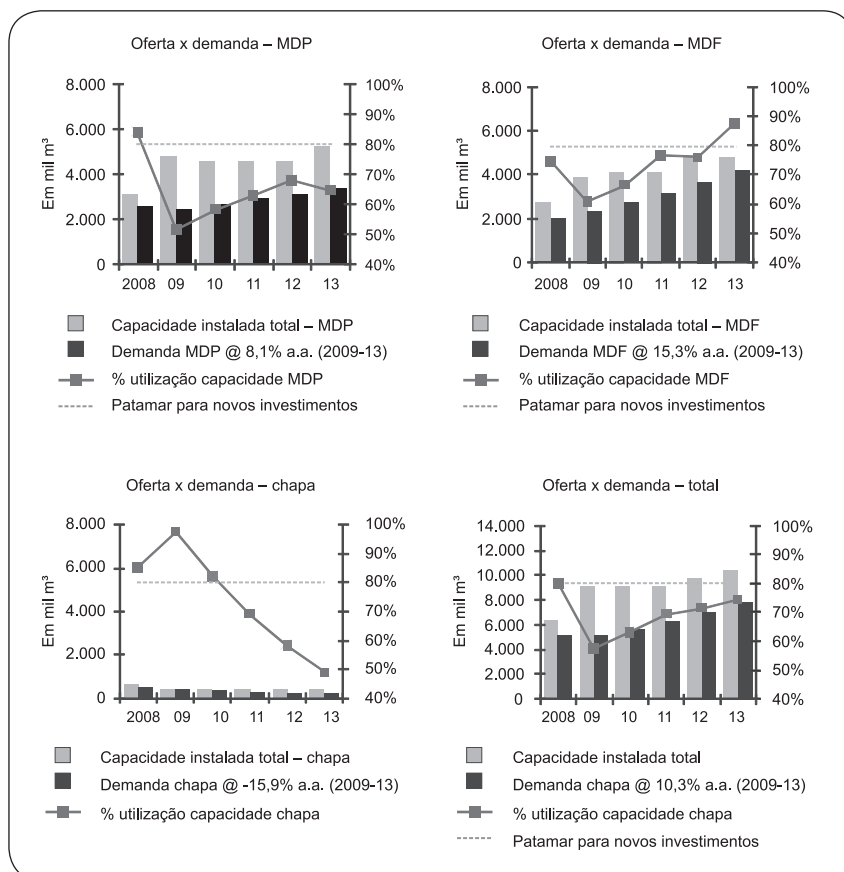 Oferta x demanda – MDP
Em mil m³
8.000
6.000
4.000
2.000
0
100%
90%
80%
70%
60%
50%
40%
2008 09 10 11 12 13
Capacidade instalada total – MDP
Demanda MDP @ 8,1% a.a. (2009-13)
% utilização capacidade MDP
Patamar para novos investimentos
Oferta x demanda – MDF
Em mil m³
8.000
6.000
4.000
2.000
0
100%
90%
80%
70%
60%
50%
40%
2008 09 10 11 12 13
Capacidade instalada total – MDF
Demanda MDF @ 15,3% a.a. (2009-13)
% utilização capacidade MDF
Patamar para novos investimentos
Oferta x demanda – chapa
Em mil m³
8.000
6.000
4.000
2.000
0
100%
90%
80%
70%
60%
50%
40%
2008 09 10 11 12 13
Capacidade instalada total – chapa
Demanda chapa @ -15,9% a.a. (2009-13)
% utilização capacidade chapa
Oferta x demanda – total
Em mil m³
14.000
12.000
10.000
8.000
6.000
4.000
2.000
0
100%
90%
80%
70%
60%
50%
40%
2008 09 10 11 12 13
Capacidade instalada total
Demanda chapa @ 10,3% a.a. (2009-13)
% utilização capacidade chapa
Patamar para novos investimentos